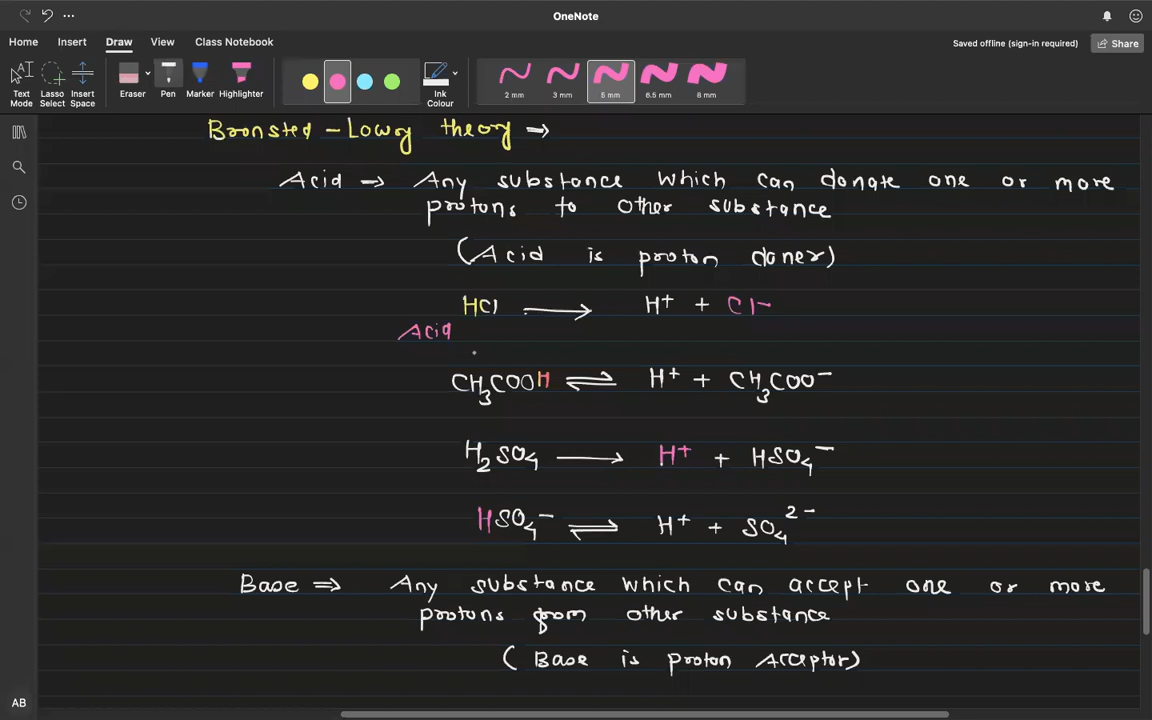 OneNote
Home Insert Draw View Class Notebook
Saved offline (sign-in required) Share
Text Mode Lasso Select Insert Space Eraser Pen Marker Highlighter Ink Colour 2 mm 3 mm 5 mm 6.5 mm 8 mm
Bronsted - Lowry theory →
Acid → Any substance which can donate one or more
protons to other substance
(Acid is proton doner)
HCl ⟶ H⁺ + Cl⁻
Acid
CH₃COOH ⇌ H⁺ + CH₃COO⁻
H₂SO₄ ⟶ H⁺ + HSO₄⁻
HSO₄⁻ ⇌ H⁺ + SO₄²⁻
Base ⇒ Any substance which can accept one or more
protons from other substance
( Base is proton Acceptor)
AB